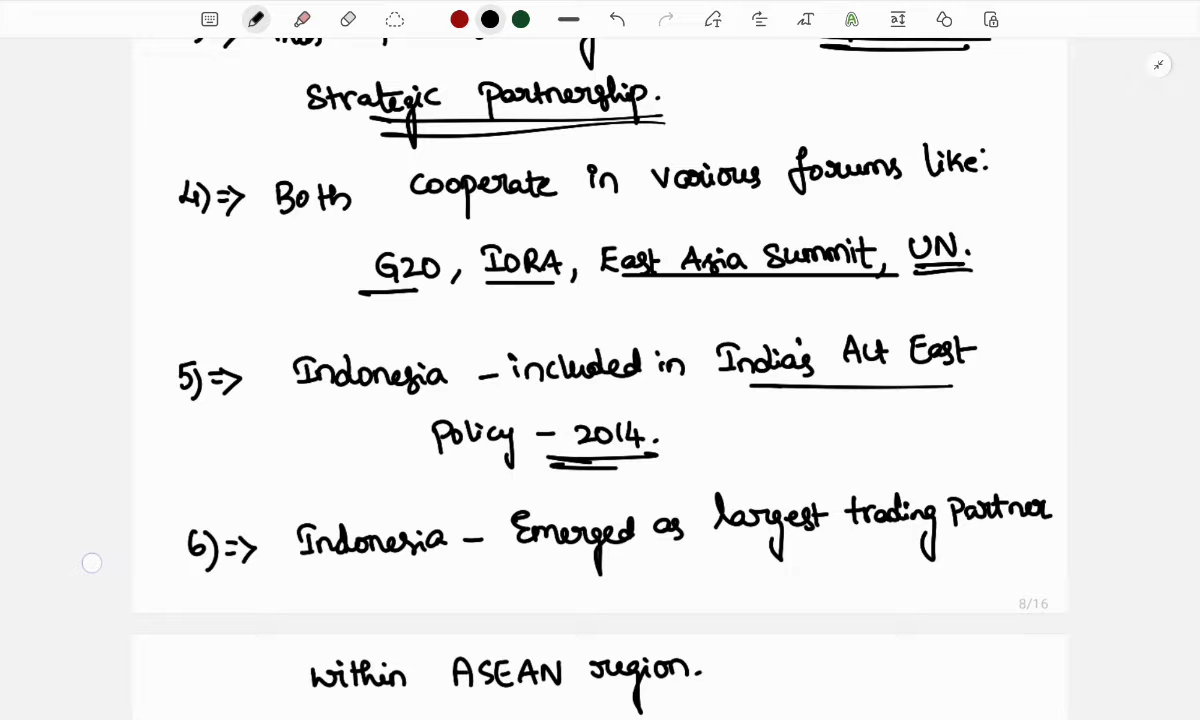 Strategic Partnership.
4)=> Both cooperate in various forums like:
G20, IORA, East Asia Summit, UN.
5)=> Indonesia - included in India's Act East
Policy - 2014.
6)=> Indonesia - Emerged as largest trading Partner
8/16
within ASEAN region.